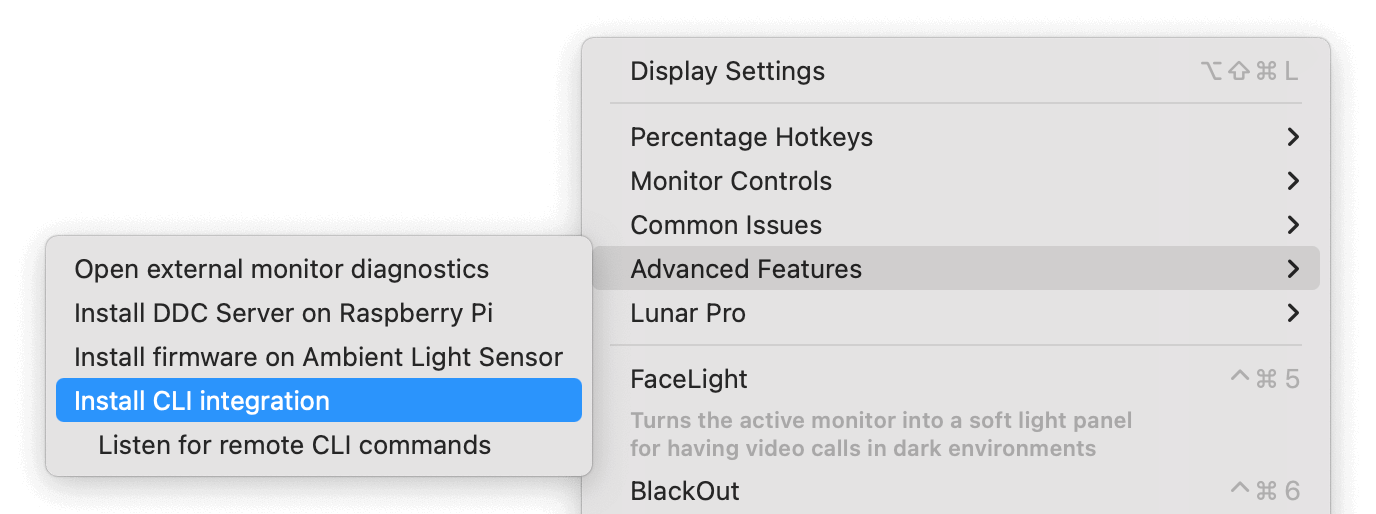 Display Settings ⌥⇧⌘L
Percentage Hotkeys
Monitor Controls
Common Issues
Advanced Features
Lunar Pro
FaceLight ^⌘5
Turns the active monitor into a soft light panel
for having video calls in dark environments
BlackOut ^⌘6
Open external monitor diagnostics
Install DDC Server on Raspberry Pi
Install firmware on Ambient Light Sensor
Install CLI integration
Listen for remote CLI commands